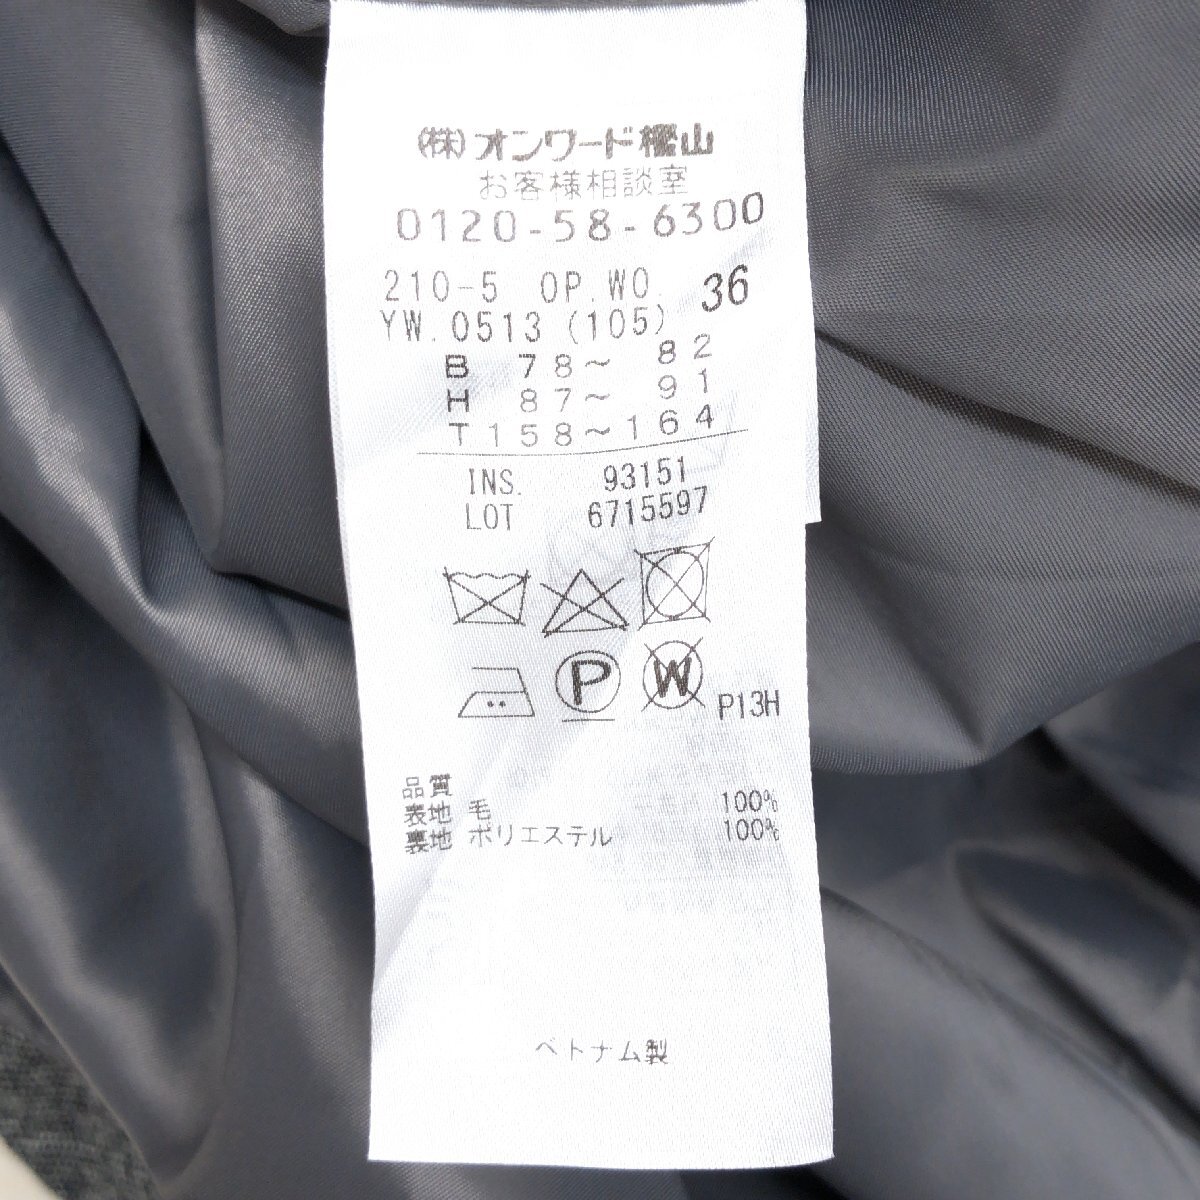 (株)オンワード樫山
お客様相談室
0120-58-6300
210-5 OP.WO. 36
YW.0513 (105)
B 78~ 82
H 87~ 91
T158~164
INS. 93151
LOT 6715597
P
W
P13H
品質
表地 毛 100%
裏地 ポリエステル 100%
ベトナム製